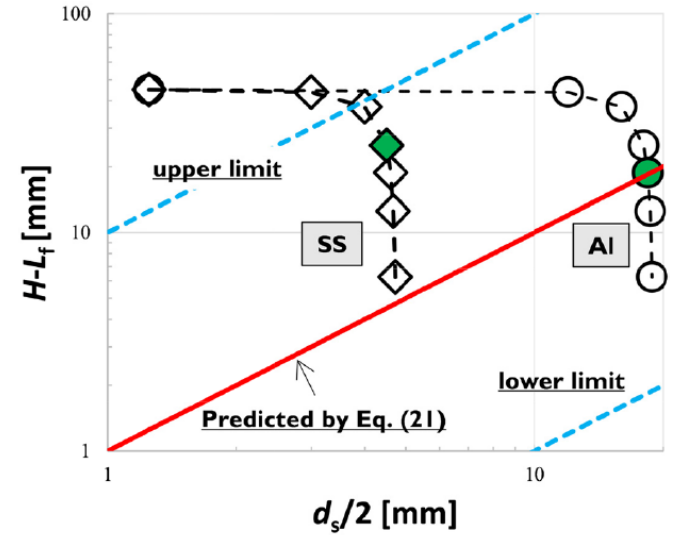 100
upper limit
H-Lf [mm]
10
SS
Al
lower limit
Predicted by Eq. (21)
1
1
10
ds/2 [mm]